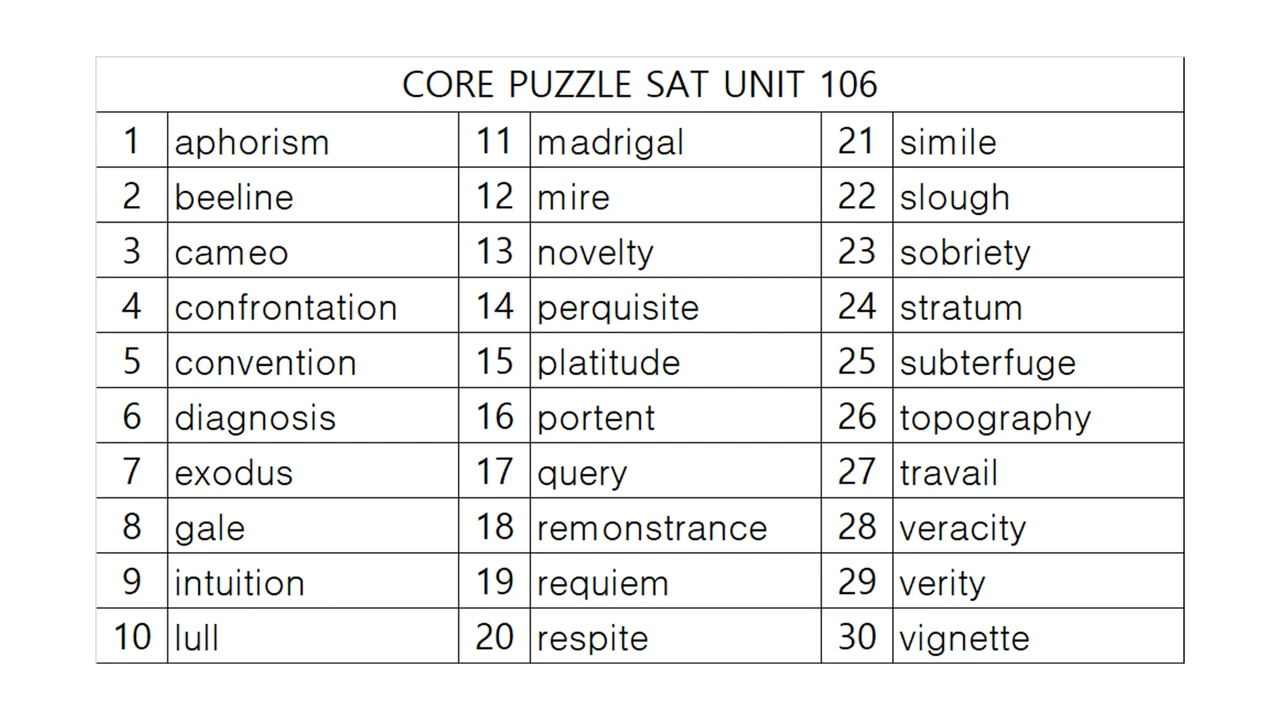 CORE PUZZLE SAT UNIT 106
1 aphorism 11 madrigal 21 simile
2 beeline 12 mire 22 slough
3 cameo 13 novelty 23 sobriety
4 confrontation 14 perquisite 24 stratum
5 convention 15 platitude 25 subterfuge
6 diagnosis 16 portent 26 topography
7 exodus 17 query 27 travail
8 gale 18 remonstrance 28 veracity
9 intuition 19 requiem 29 verity
10 lull 20 respite 30 vignette